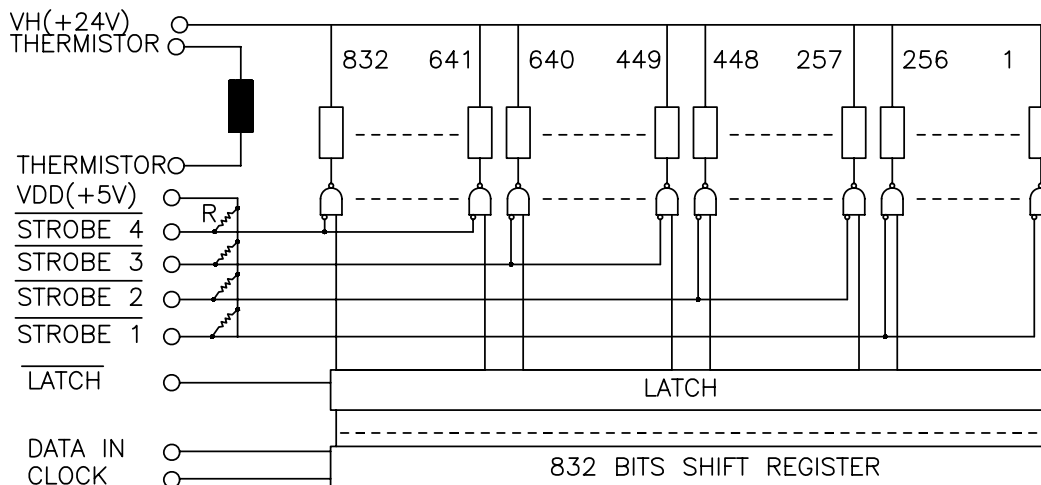 VH(+24V)
THERMISTOR
832 641 640 449 448 257 256 1
THERMISTOR
VDD(+5V)
R
STROBE 4
STROBE 3
STROBE 2
STROBE 1
LATCH
LATCH
DATA IN
CLOCK
832 BITS SHIFT REGISTER